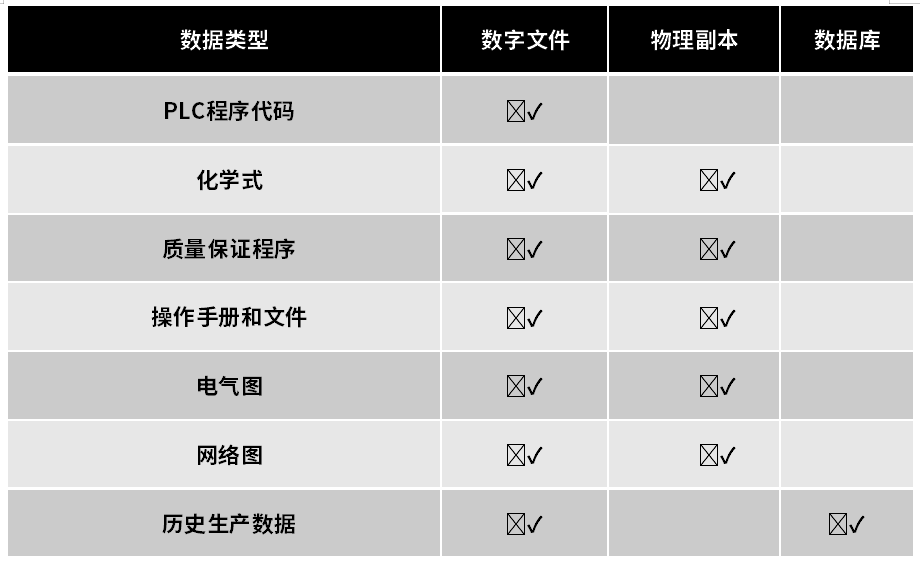 数据类型 数字文件 物理副本 数据库
PLC程序代码 ☒✓
化学式 ☒✓ ☒✓
质量保证程序 ☒✓ ☒✓
操作手册和文件 ☒✓ ☒✓
电气图 ☒✓ ☒✓
网络图 ☒✓ ☒✓
历史生产数据 ☒✓ ☒✓